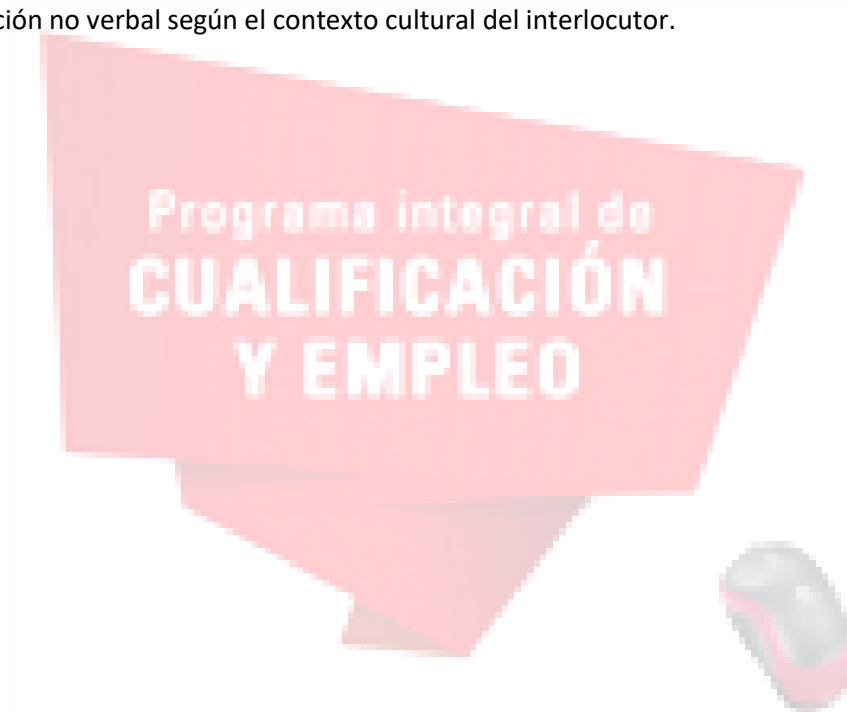 ción no verbal según el contexto cultural del interlocutor.
Programa integral de
CUALIFICACIÓN
Y EMPLEO